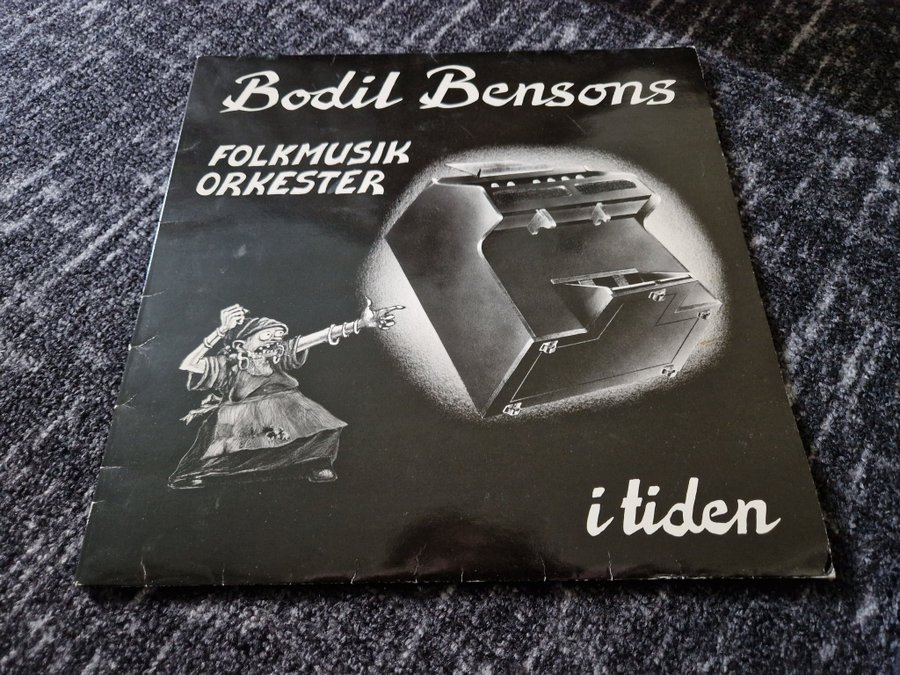 Bodil Bensons
FOLKMUSIK
ORKESTER
i tiden